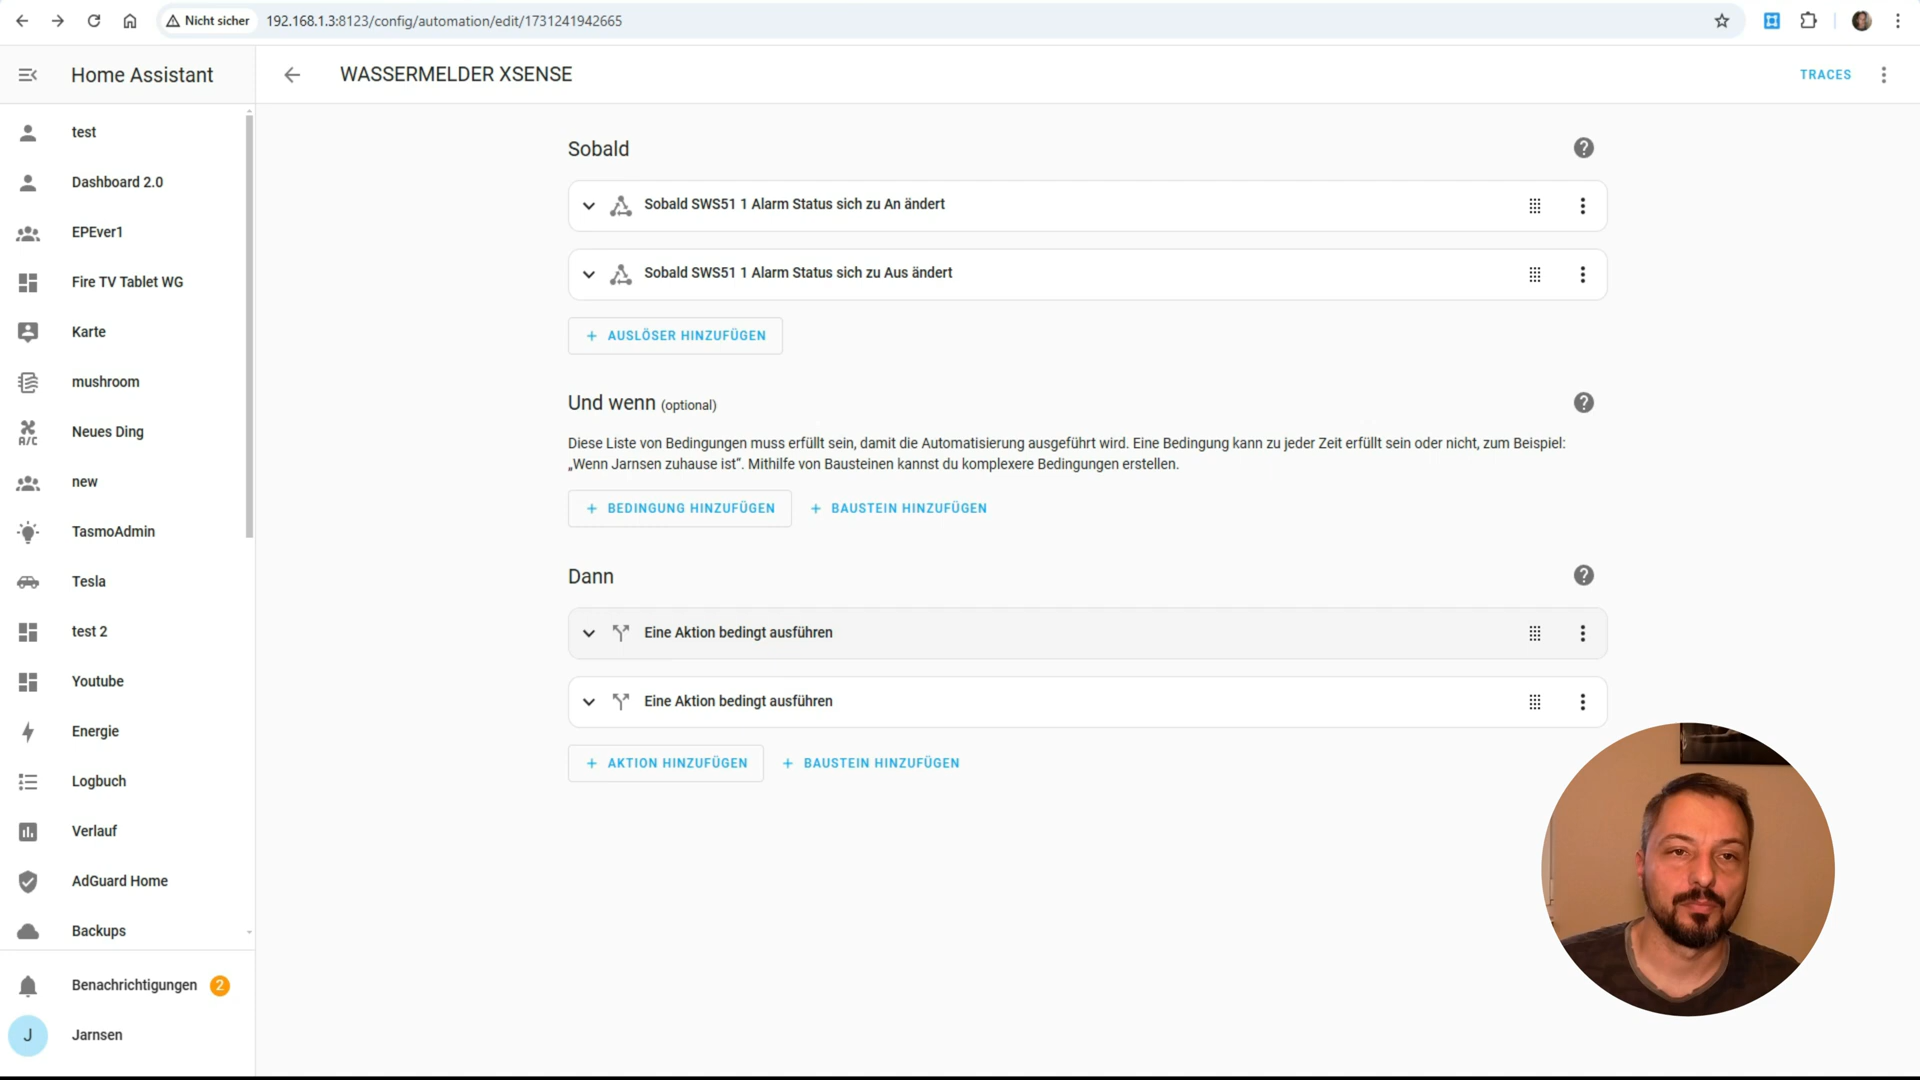 Nicht sicher
192.168.1.3:8123/config/automation/edit/1731241942665
Home Assistant
WASSERMELDER XSENSE
TRACES
test
Dashboard 2.0
EPEver1
Fire TV Tablet WG
Karte
mushroom
A/C
Neues Ding
new
TasmoAdmin
Tesla
test 2
Youtube
Energie
Logbuch
Verlauf
AdGuard Home
Backups
Benachrichtigungen 2
J Jarnsen
Sobald
Sobald SWS51 1 Alarm Status sich zu An ändert
Sobald SWS51 1 Alarm Status sich zu Aus ändert
+ AUSLÖSER HINZUFÜGEN
Und wenn (optional)
Diese Liste von Bedingungen muss erfüllt sein, damit die Automatisierung ausgeführt wird. Eine Bedingung kann zu jeder Zeit erfüllt sein oder nicht, zum Beispiel:
„Wenn Jarnsen zuhause ist“. Mithilfe von Bausteinen kannst du komplexere Bedingungen erstellen.
+ BEDINGUNG HINZUFÜGEN + BAUSTEIN HINZUFÜGEN
Dann
Eine Aktion bedingt ausführen
Eine Aktion bedingt ausführen
+ AKTION HINZUFÜGEN + BAUSTEIN HINZUFÜGEN